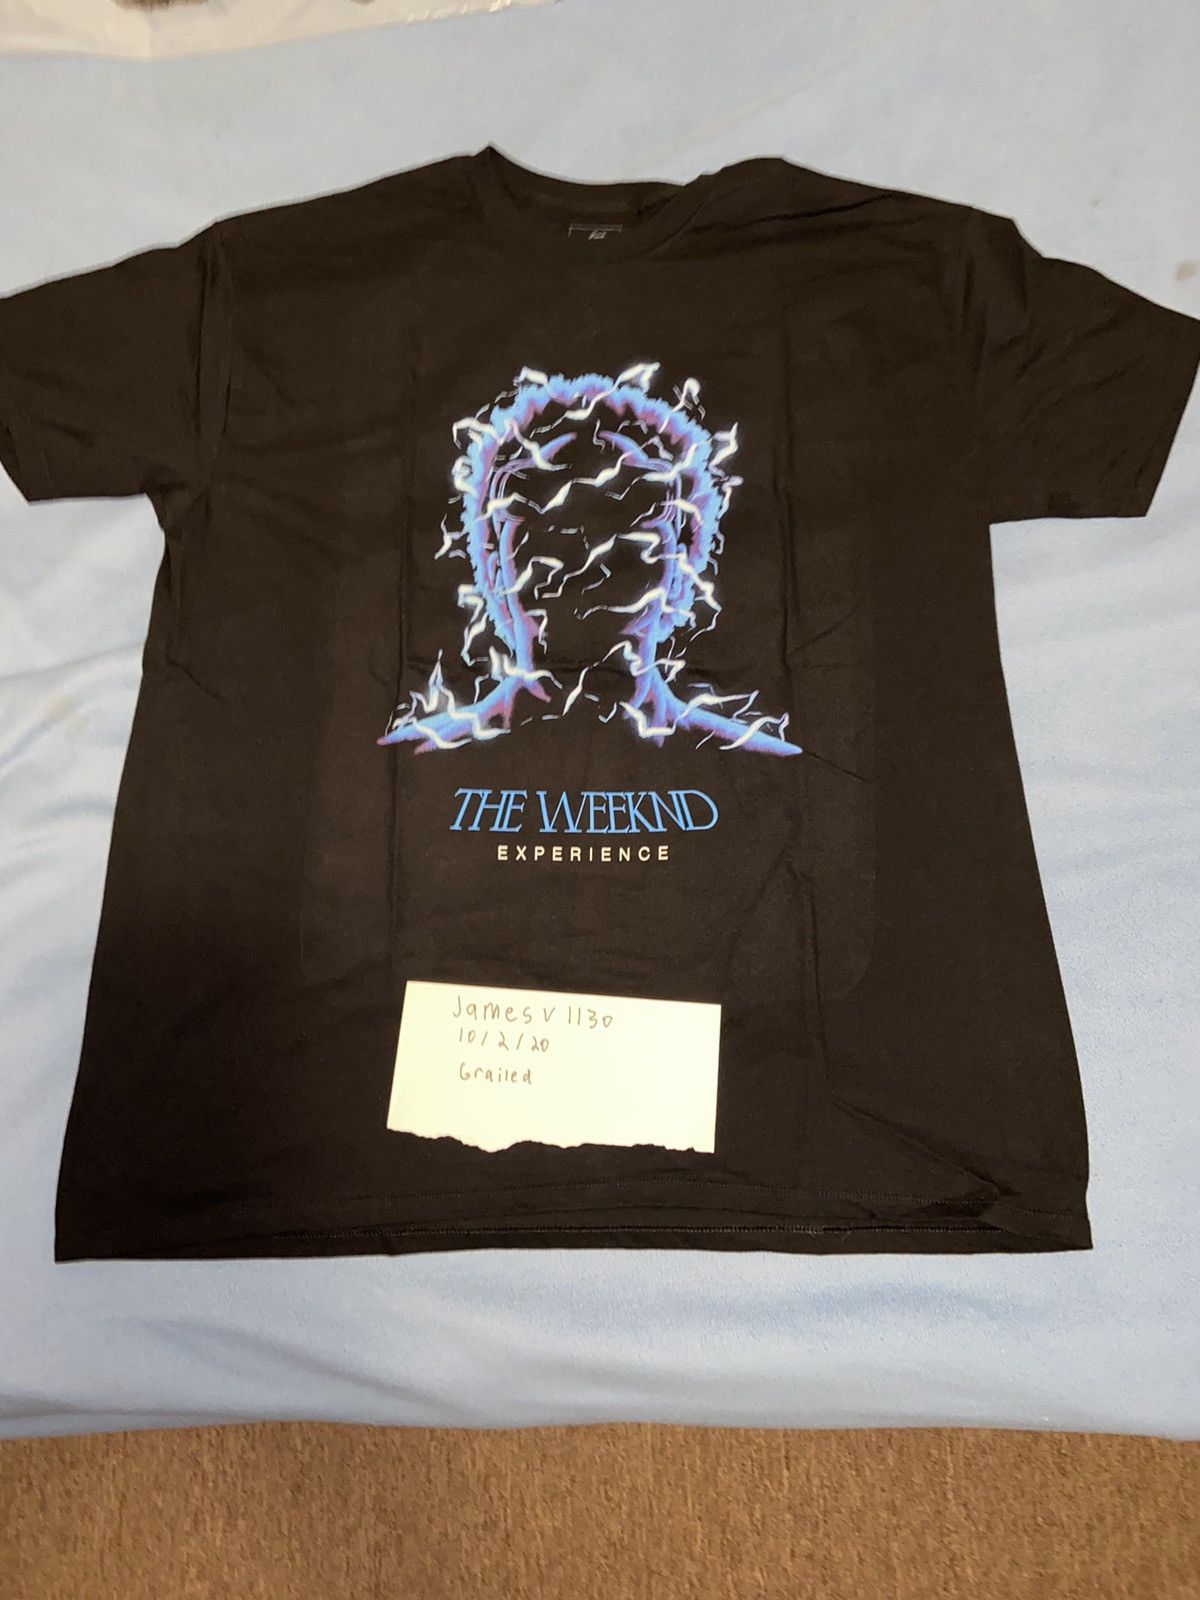 THE WEEKND
EXPERIENCE
James v 1130
10/2/20
Grailed